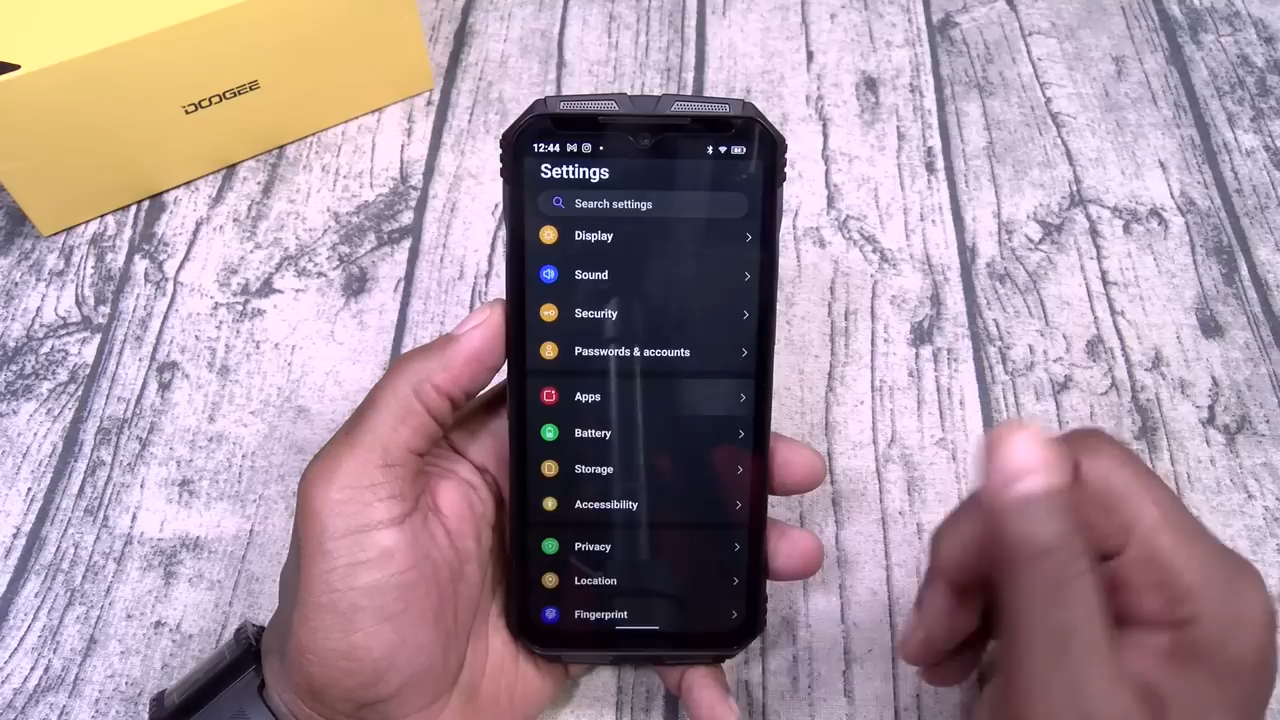 DOOGEE
12:44
Settings
Search settings
Display
Sound
Security
Passwords & accounts
Apps
Battery
Storage
Accessibility
Privacy
Location
Fingerprint